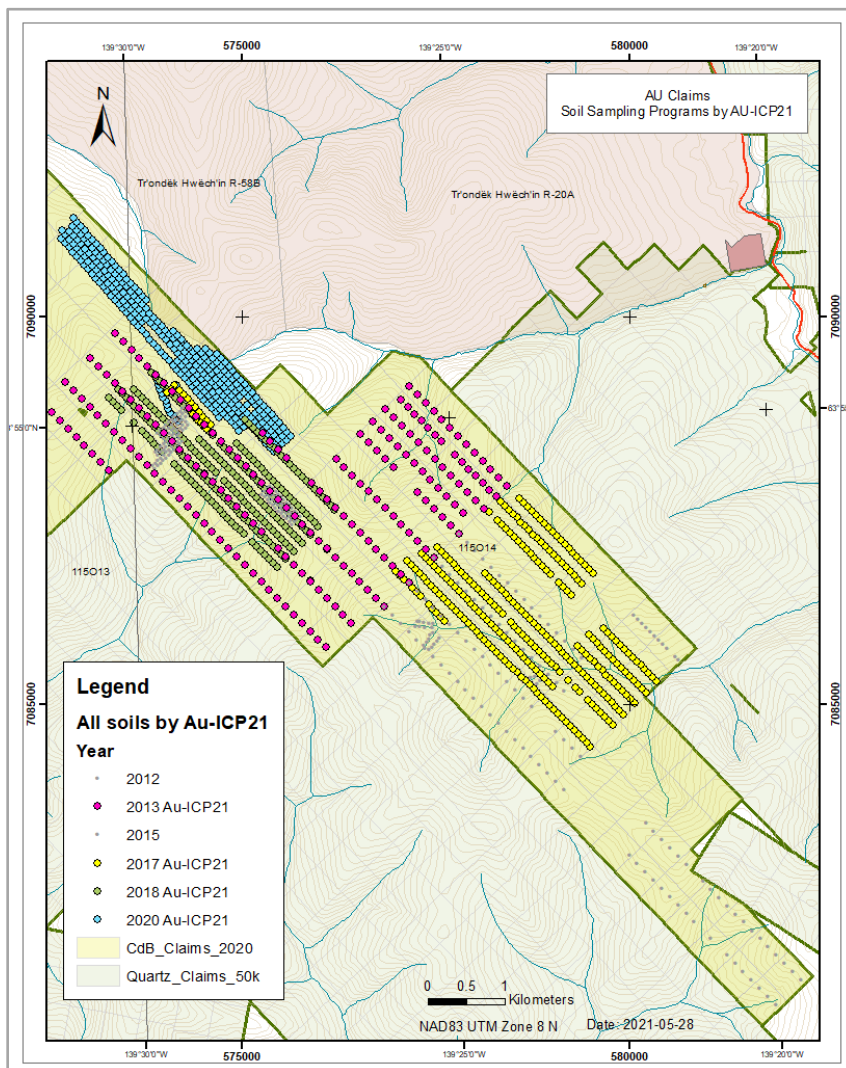 139°30'0"W
575000
139°25'0"W
580000
139°20'0"W
N
AU Claims
Soil Sampling Programs by AU-ICP21
Tr'ondëk Hwëch'in R-58B
Tr'ondëk Hwëch'in R-20A
7090000
7090000
115O14
115O13
Legend
All soils by Au-ICP21
Year
2012
2013 Au-ICP21
2015
2017 Au-ICP21
2018 Au-ICP21
2020 Au-ICP21
CdB_Claims_2020
Quartz_Claims_50k
7085000
7085000
0 0.5 1
Kilometers
NAD83 UTM Zone 8 N
Date: 2021-05-28
139°30'0"W
575000
139°25'0"W
580000
139°20'0"W